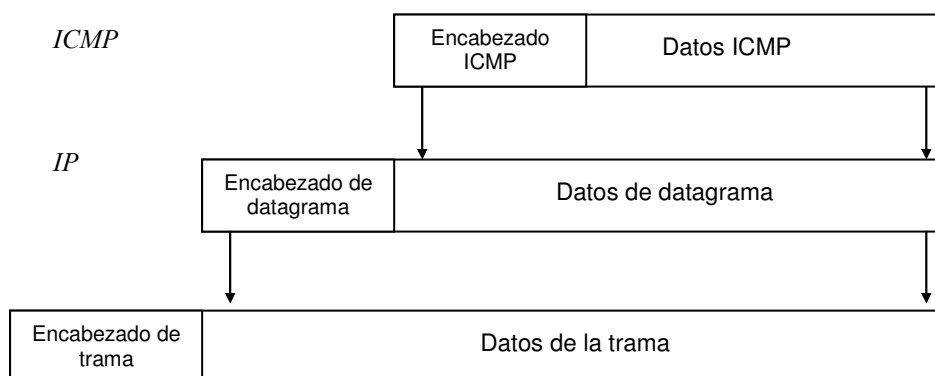 ICMP
Encabezado
ICMP
Datos ICMP
IP
Encabezado de
datagrama
Datos de datagrama
Encabezado de
trama
Datos de la trama